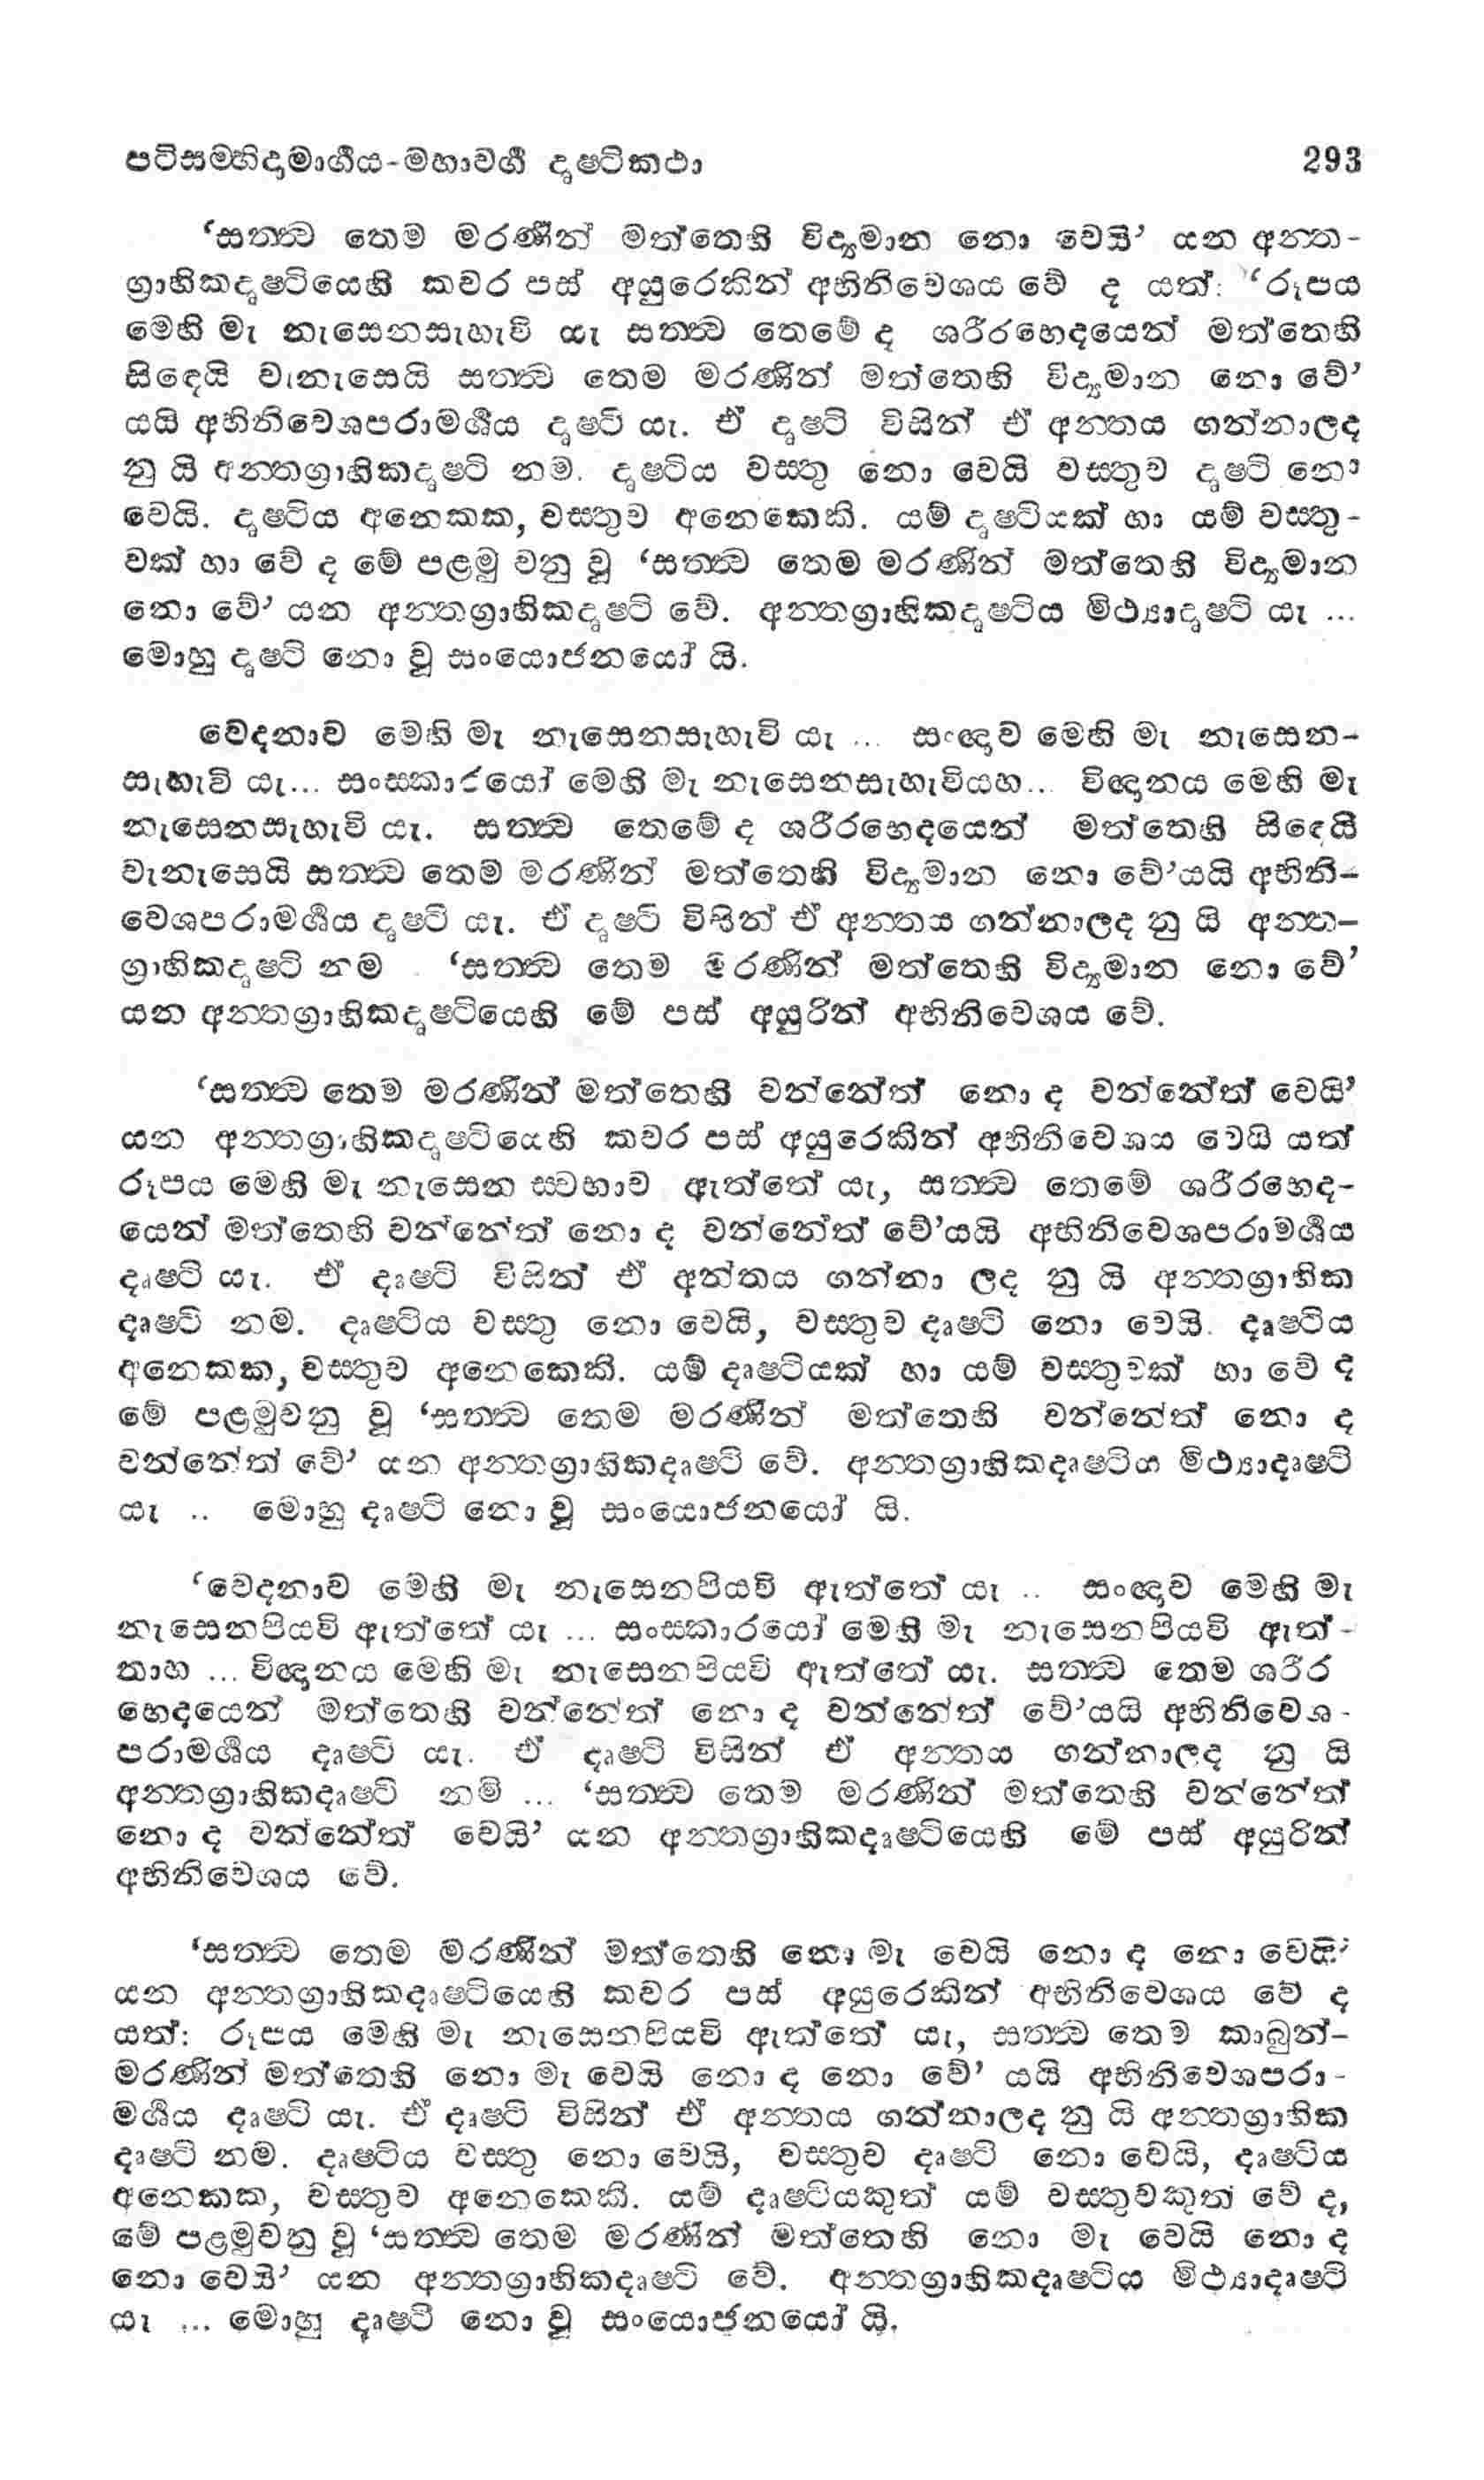 පටිසම්භිදාමාර්ගය-මහාවර්ග දෘෂ්ටිකථා 293
‘සත්ත්ව තෙම මරණින් මත්තෙහි විද්‍යමාන නො වෙයි’ යන අන්ත-
ග්‍රාහිකදෘෂ්ටියෙහි කවර පස් අයුරෙකින් අභිනිවෙශය වේ ද යත්: ‘රූපය
මෙහි මැ නැසෙනසැහැවි යැ සත්ත්ව තෙමේ ද ශරීරභෙදයෙන් මත්තෙහි
සිඳෙයි වැනැසෙයි සත්ත්ව තෙම මරණින් මත්තෙහි විද්‍යමාන නො වේ’
යයි අභිනිවෙශපරාමර්ශය දෘෂ්ටි යැ. ඒ දෘෂ්ටි විසින් ඒ අන්තය ගන්නාලද
නු යි අන්තග්‍රාහිකදෘෂ්ටි නම. දෘෂ්ටිය වස්තු නො වෙයි වස්තුව දෘෂ්ටි නො
වෙයි. දෘෂ්ටිය අනෙකක, වස්තුව අනෙකෙකි. යම් දෘෂ්ටියක් හා යම් වස්තු-
වක් හා වේ ද මේ පළමු වනු වූ ‘සත්ත්ව තෙම මරණින් මත්තෙහි විද්‍යමාන
නො වේ’ යන අන්තග්‍රාහිකදෘෂ්ටි වේ. අන්තග්‍රාහිකදෘෂ්ටිය මිථ්‍යාදෘෂ්ටි යැ ...
මොහු දෘෂ්ටි නො වූ සංයොජනයෝ යි.
වේදනාව මෙහි මැ නැසෙනසැහැවි යැ ... සංඥාව මෙහි මැ නැසෙන-
සැහැවි යැ... සංස්කාරයෝ මෙහි මැ නැසෙනසැහැවියහ... විඥානය මෙහි මැ
නැසෙනසැහැවි යැ. සත්ත්ව තෙමේ ද ශරීරභෙදයෙන් මත්තෙහි සිඳෙයි
වැනැසෙයි සත්ත්ව තෙම මරණින් මත්තෙහි විද්‍යමාන නො වේ’යයි අභිනි-
වෙශපරාමර්ශය දෘෂ්ටි යැ. ඒ දෘෂ්ටි විසින් ඒ අන්තය ගන්නාලද නු යි අන්ත-
ග්‍රාහිකදෘෂ්ටි නම . ‘සත්ත්ව තෙම මරණින් මත්තෙහි විද්‍යමාන නො වේ’
යන අන්තග්‍රාහිකදෘෂ්ටියෙහි මේ පස් අයුරින් අභිනිවෙශය වේ.
‘සත්ත්ව තෙම මරණින් මත්තෙහි වන්නේත් නො ද වන්නේත් වෙයි’
යන අන්තග්‍රාහිකදෘෂ්ටියෙහි කවර පස් අයුරෙකින් අභිනිවෙශය වෙයි යත්
රූපය මෙහි මැ නැසෙන ස්වභාව ඇත්තේ යැ, සත්ත්ව තෙමේ ශරීරභෙද-
යෙන් මත්තෙහි වන්නේත් නො ද වන්නේත් වේ’යයි අභිනිවෙශපරාමර්ශය
දෘෂ්ටි යැ. ඒ දෘෂ්ටි විසින් ඒ අන්තය ගන්නා ලද නු යි අන්තග්‍රාහික
දෘෂ්ටි නම. දෘෂ්ටිය වස්තු නො වෙයි, වස්තුව දෘෂ්ටි නො වෙයි. දෘෂ්ටිය
අනෙකක, වස්තුව අනෙකෙකි. යම් දෘෂ්ටියක් හා යම් වස්තුවක් හා වේ ද
මේ පළමුවනු වූ ‘සත්ත්ව තෙම මරණින් මත්තෙහි වන්නේත් නො ද
වන්නේත් වේ’ යන අන්තග්‍රාහිකදෘෂ්ටි වේ. අන්තග්‍රාහිකදෘෂ්ටිය මිථ්‍යාදෘෂ්ටි
යැ .. මොහු දෘෂ්ටි නො වූ සංයොජනයෝ යි.
‘වේදනාව මෙහි මැ නැසෙනපියවි ඇත්තේ යැ .. සංඥාව මෙහි මැ
නැසෙනපියවි ඇත්තේ යැ ... සංස්කාරයෝ මෙහි මැ නැසෙනපියවි ඇත්-
තාහ ... විඥානය මෙහි මැ නැසෙනපියවි ඇත්තේ යැ. සත්ත්ව තෙම ශරීර
භෙදයෙන් මත්තෙහි වන්නේත් නො ද වන්නේත් වේ’යයි අභිනිවෙශ-
පරාමර්ශය දෘෂ්ටි යැ. ඒ දෘෂ්ටි විසින් ඒ අන්තය ගන්නාලද නු යි
අන්තග්‍රාහිකදෘෂ්ටි නම් ... ‘සත්ත්ව තෙම මරණින් මත්තෙහි වන්නේත්
නො ද වන්නේත් වෙයි’ යන අන්තග්‍රාහිකදෘෂ්ටියෙහි මේ පස් අයුරින්
අභිනිවෙශය වේ.
‘සත්ත්ව තෙම මරණින් මත්තෙහි නො මැ වෙයි නො ද නො වෙයි’
යන අන්තග්‍රාහිකදෘෂ්ටියෙහි කවර පස් අයුරෙකින් අභිනිවෙශය වේ ද
යත්: රූපය මෙහි මැ නැසෙනපියවි ඇත්තේ යැ, සත්ත්ව තෙම කාබුන්-
මරණින් මත්තෙහි නො මැ වෙයි නො ද නො වේ’ යයි අභිනිවෙශපරා-
මර්ශය දෘෂ්ටි යැ. ඒ දෘෂ්ටි විසින් ඒ අන්තය ගන්නාලද නු යි අන්තග්‍රාහික
දෘෂ්ටි නම. දෘෂ්ටිය වස්තු නො වෙයි, වස්තුව දෘෂ්ටි නො වෙයි, දෘෂ්ටිය
අනෙකක, වස්තුව අනෙකෙකි. යම් දෘෂ්ටියකුත් යම් වස්තුවකුත් වේ ද,
මේ පළමුවනු වූ ‘සත්ත්ව තෙම මරණින් මත්තෙහි නො මැ වෙයි නො ද
නො වෙයි’ යන අන්තග්‍රාහිකදෘෂ්ටි වේ. අන්තග්‍රාහිකදෘෂ්ටිය මිථ්‍යාදෘෂ්ටි
යැ ... මොහු දෘෂ්ටි නො වූ සංයොජනයෝ යි.